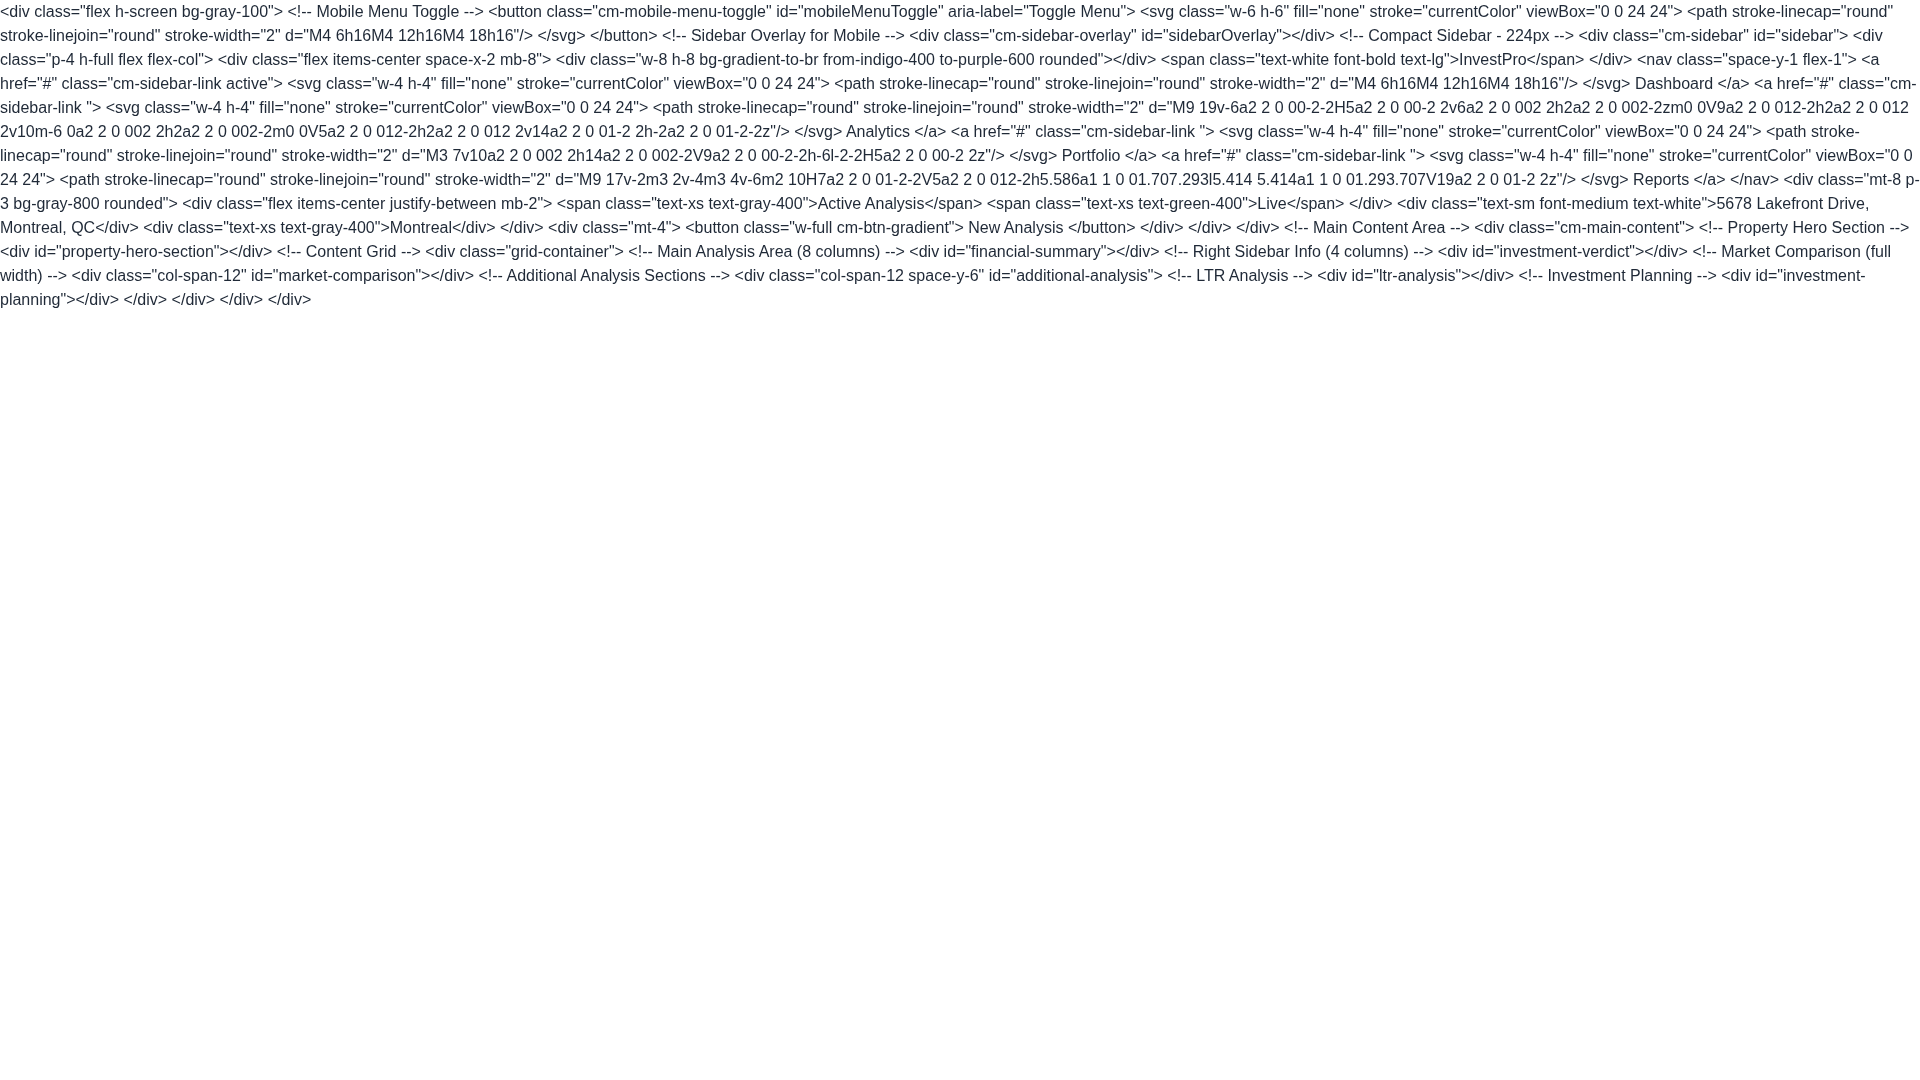 <div class="flex h-screen bg-gray-100"> <!-- Mobile Menu Toggle --> <button class="cm-mobile-menu-toggle" id="mobileMenuToggle" aria-label="Toggle Menu"> <svg class="w-6 h-6" fill="none" stroke="currentColor" viewBox="0 0 24 24"> <path stroke-linecap="round"
stroke-linejoin="round" stroke-width="2" d="M4 6h16M4 12h16M4 18h16"/> </svg> </button> <!-- Sidebar Overlay for Mobile --> <div class="cm-sidebar-overlay" id="sidebarOverlay"></div> <!-- Compact Sidebar - 224px --> <div class="cm-sidebar" id="sidebar"> <div
class="p-4 h-full flex flex-col"> <div class="flex items-center space-x-2 mb-8"> <div class="w-8 h-8 bg-gradient-to-br from-indigo-400 to-purple-600 rounded"></div> <span class="text-white font-bold text-lg">InvestPro</span> </div> <nav class="space-y-1 flex-1"> <a
href="#" class="cm-sidebar-link active"> <svg class="w-4 h-4" fill="none" stroke="currentColor" viewBox="0 0 24 24"> <path stroke-linecap="round" stroke-linejoin="round" stroke-width="2" d="M4 6h16M4 12h16M4 18h16"/> </svg> Dashboard </a> <a href="#" class="cm-
sidebar-link "> <svg class="w-4 h-4" fill="none" stroke="currentColor" viewBox="0 0 24 24"> <path stroke-linecap="round" stroke-linejoin="round" stroke-width="2" d="M9 19v-6a2 2 0 00-2-2H5a2 2 0 00-2 2v6a2 2 0 002 2h2a2 2 0 002-2zm0 0V9a2 2 0 012-2h2a2 2 0 012
2v10m-6 0a2 2 0 002 2h2a2 2 0 002-2m0 0V5a2 2 0 012-2h2a2 2 0 012 2v14a2 2 0 01-2 2h-2a2 2 0 01-2-2z"/> </svg> Analytics </a> <a href="#" class="cm-sidebar-link "> <svg class="w-4 h-4" fill="none" stroke="currentColor" viewBox="0 0 24 24"> <path stroke-
linecap="round" stroke-linejoin="round" stroke-width="2" d="M3 7v10a2 2 0 002 2h14a2 2 0 002-2V9a2 2 0 00-2-2h-6l-2-2H5a2 2 0 00-2 2z"/> </svg> Portfolio </a> <a href="#" class="cm-sidebar-link "> <svg class="w-4 h-4" fill="none" stroke="currentColor" viewBox="0 0
24 24"> <path stroke-linecap="round" stroke-linejoin="round" stroke-width="2" d="M9 17v-2m3 2v-4m3 4v-6m2 10H7a2 2 0 01-2-2V5a2 2 0 012-2h5.586a1 1 0 01.707.293l5.414 5.414a1 1 0 01.293.707V19a2 2 0 01-2 2z"/> </svg> Reports </a> </nav> <div class="mt-8 p-
3 bg-gray-800 rounded"> <div class="flex items-center justify-between mb-2"> <span class="text-xs text-gray-400">Active Analysis</span> <span class="text-xs text-green-400">Live</span> </div> <div class="text-sm font-medium text-white">5678 Lakefront Drive,
Montreal, QC</div> <div class="text-xs text-gray-400">Montreal</div> </div> <div class="mt-4"> <button class="w-full cm-btn-gradient"> New Analysis </button> </div> </div> </div> <!-- Main Content Area --> <div class="cm-main-content"> <!-- Property Hero Section -->
<div id="property-hero-section"></div> <!-- Content Grid --> <div class="grid-container"> <!-- Main Analysis Area (8 columns) --> <div id="financial-summary"></div> <!-- Right Sidebar Info (4 columns) --> <div id="investment-verdict"></div> <!-- Market Comparison (full
width) --> <div class="col-span-12" id="market-comparison"></div> <!-- Additional Analysis Sections --> <div class="col-span-12 space-y-6" id="additional-analysis"> <!-- LTR Analysis --> <div id="ltr-analysis"></div> <!-- Investment Planning --> <div id="investment-
planning"></div> </div> </div> </div> </div>